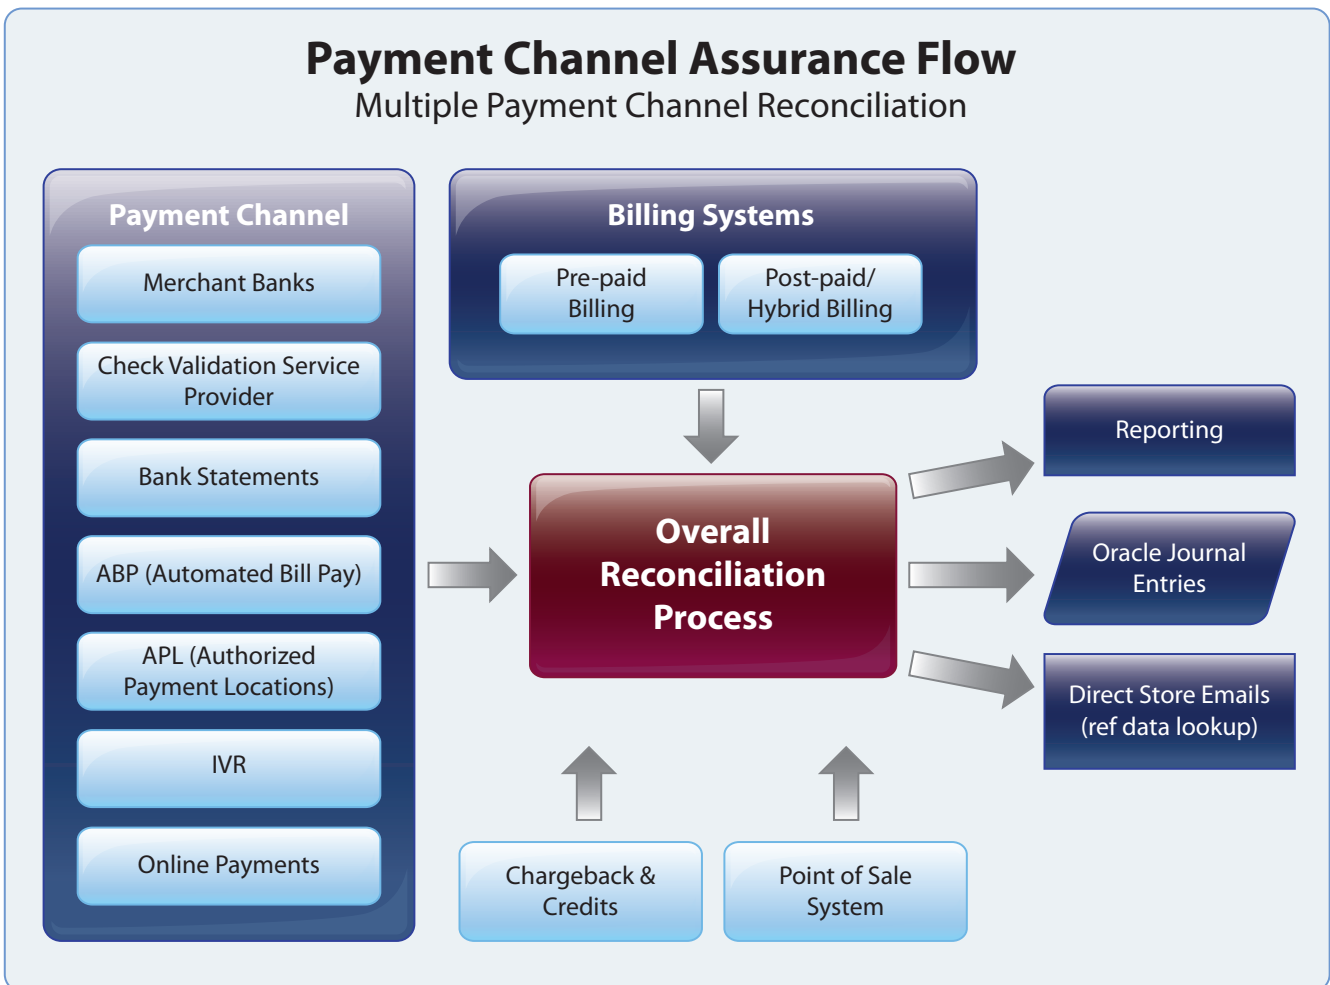 Payment Channel Assurance Flow
Multiple Payment Channel Reconciliation
Payment Channel
Merchant Banks
Check Validation Service
Provider
Bank Statements
ABP (Automated Bill Pay)
APL (Authorized
Payment Locations)
IVR
Online Payments
Billing Systems
Pre-paid
Billing
Post-paid/
Hybrid Billing
Overall
Reconciliation
Process
Chargeback &
Credits
Point of Sale
System
Reporting
Oracle Journal
Entries
Direct Store Emails
(ref data lookup)